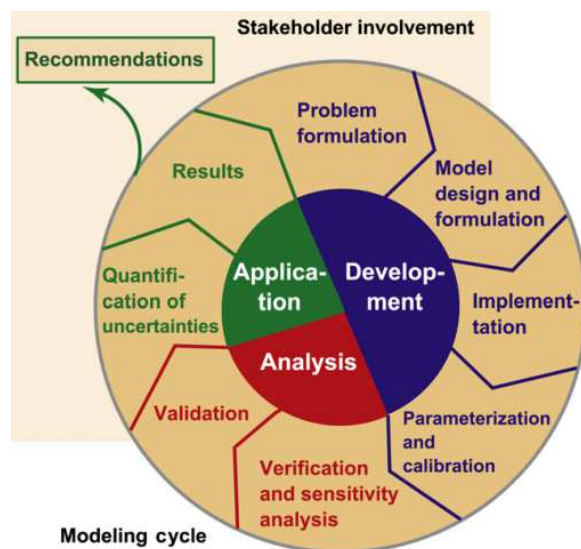 Stakeholder involvement
Recommendations
Problem
formulation
Model
design and
formulation
Implement-
tation
Parameterization
and
calibration
Verification
and sensitivity
analysis
Validation
Quantifi-
cation of
uncertainties
Results
Applica-
tion
Develop-
ment
Analysis
Modeling cycle